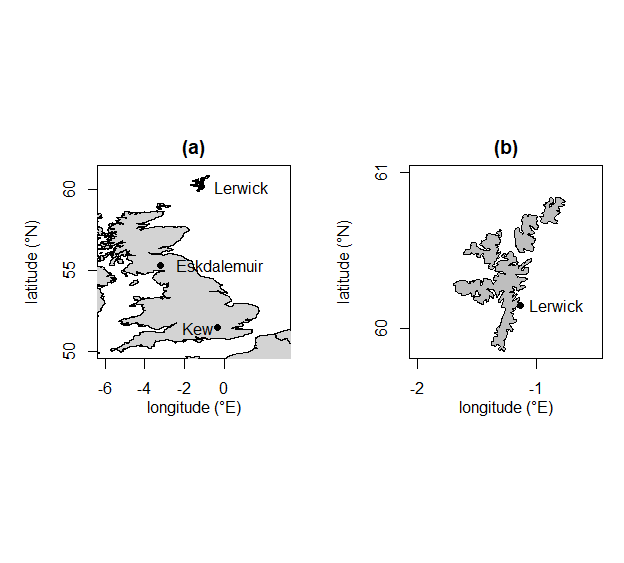 (a)
60
55
50
latitude (°N)
Lerwick
Eskdalemuir
Kew
-6
-4
-2
0
longitude (°E)
(b)
61
60
latitude (°N)
Lerwick
-2
-1
longitude (°E)